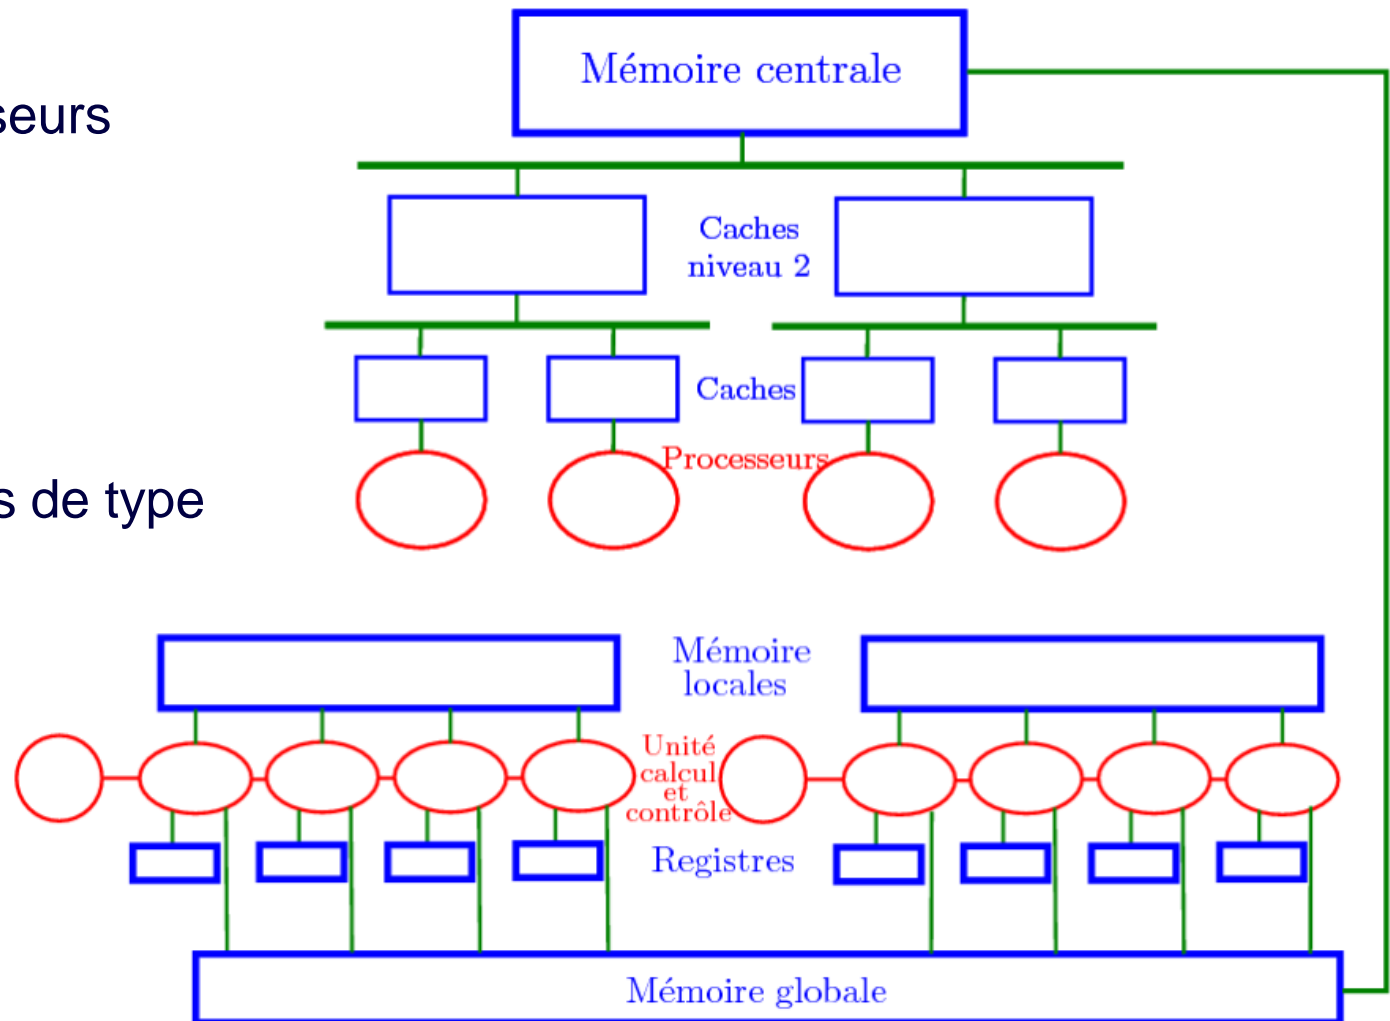 Mémoire centrale
seurs
Caches
niveau 2
Caches
Processeurs
s de type
Mémoire
locales
Unité
calcul
et
contrôle
Registres
Mémoire globale